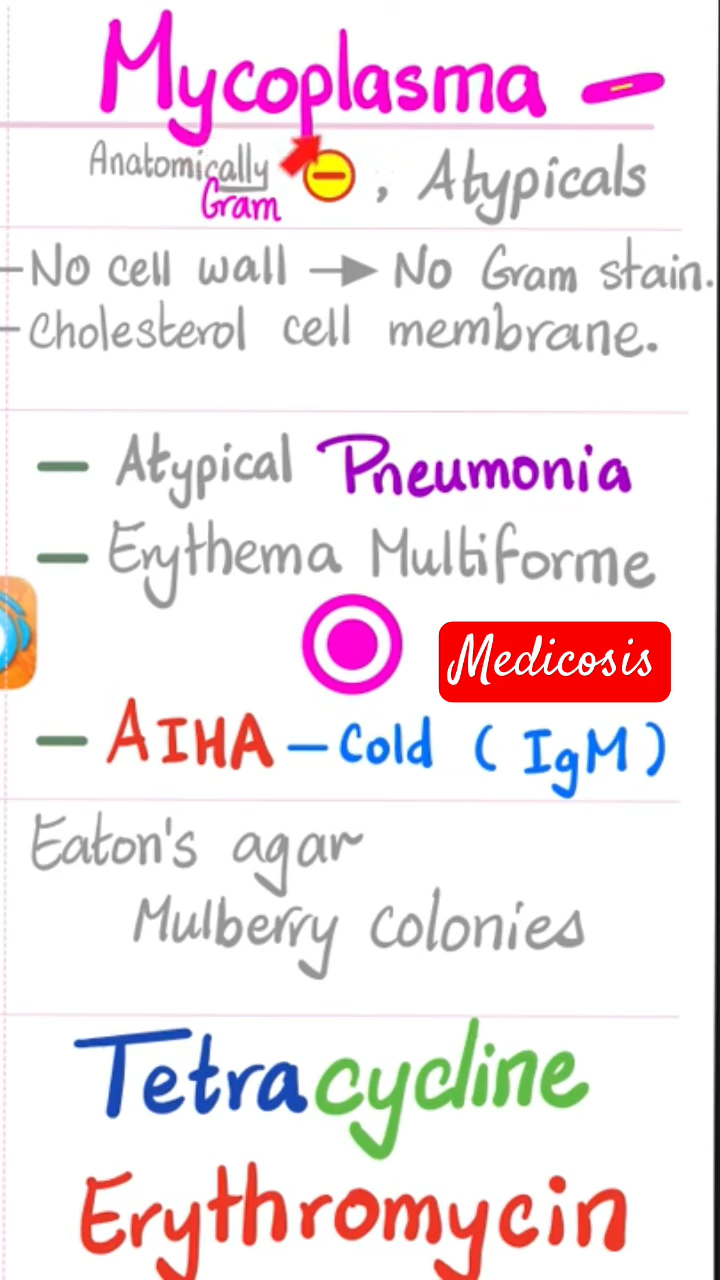 Mycoplasma -
Anatomically
Gram - , Atypicals
- No cell wall → No Gram stain.
- Cholesterol cell membrane.
- Atypical Pneumonia
- Erythema Multiforme
Medicosis
- AIHA - Cold (IgM)
Eaton's agar
Mulberry colonies
Tetracycline
Erythromycin